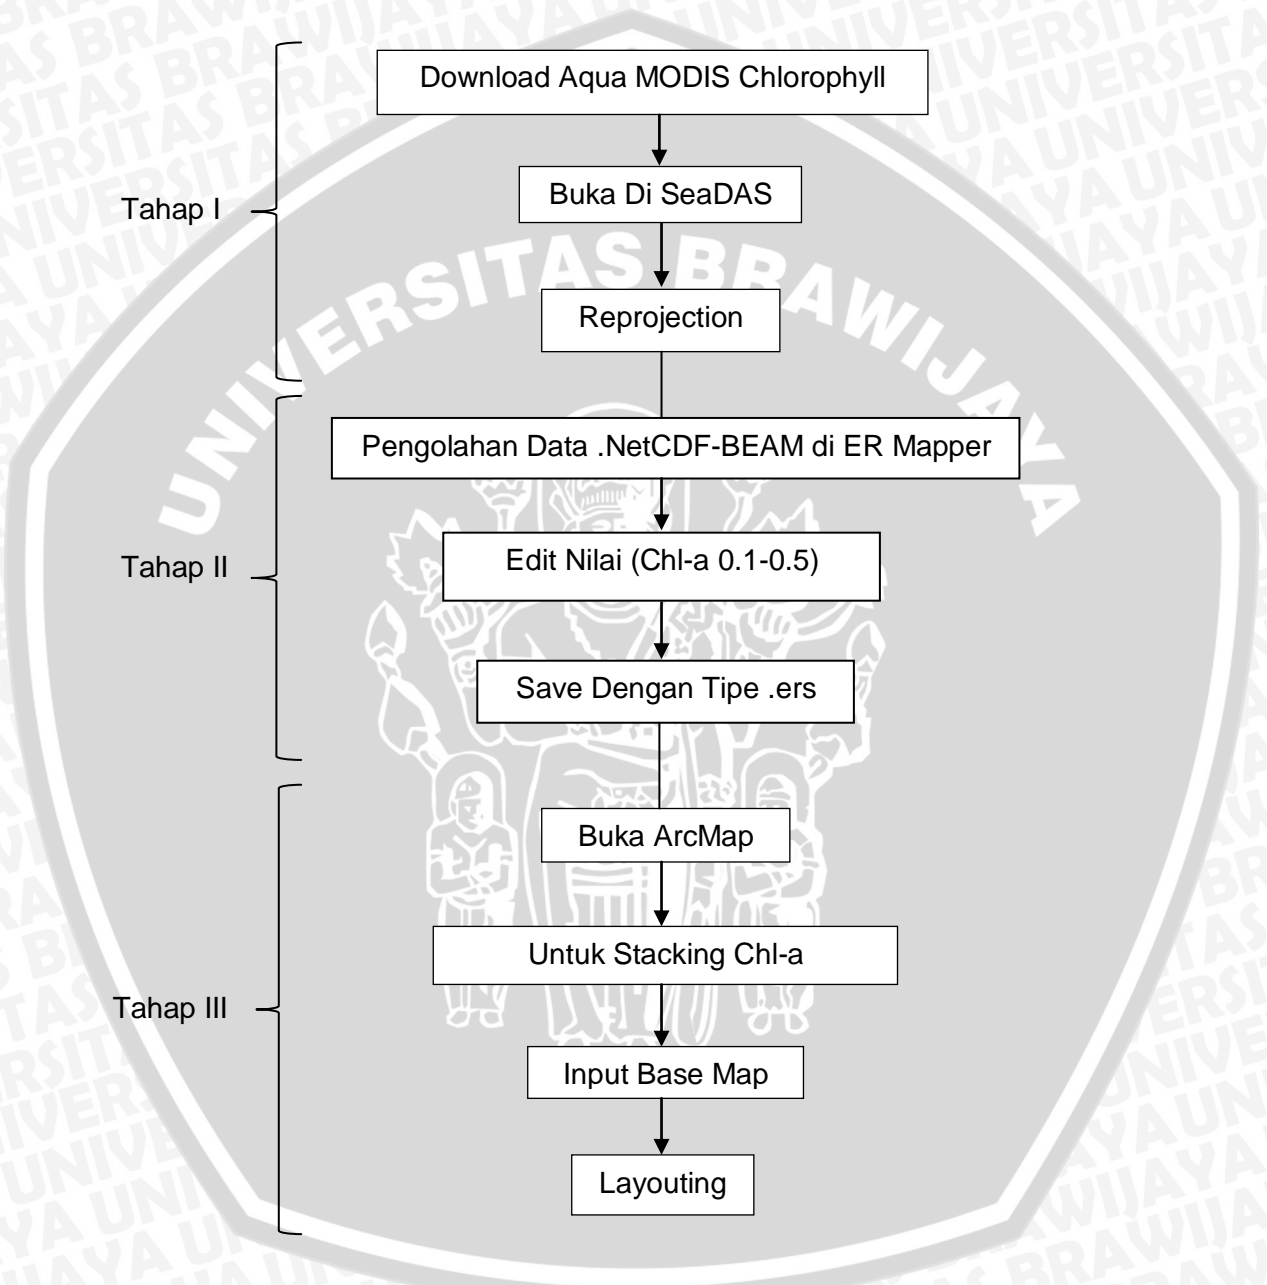 Download Aqua MODIS Chlorophyll
Tahap I
Buka Di SeaDAS
UNIVERSITAS BRAWIJAYA
Reprojection
Pengolahan Data .NetCDF-BEAM di ER Mapper
Tahap II
Edit Nilai (Chl-a 0.1-0.5)
Save Dengan Tipe .ers
Buka ArcMap
Untuk Stacking Chl-a
Tahap III
Input Base Map
Layouting